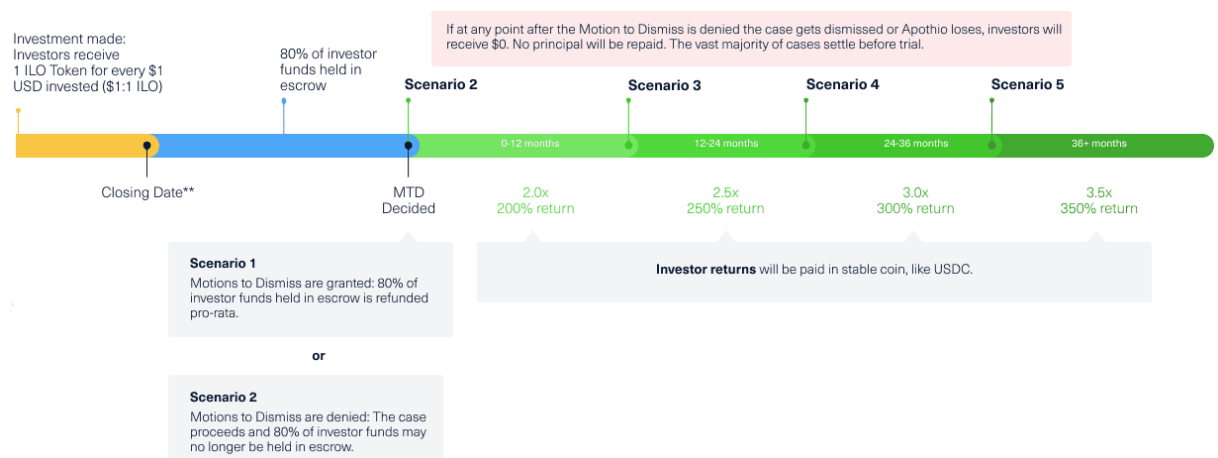 If at any point after the Motion to Dismiss is denied the case gets dismissed or Apothio loses, investors will
receive $0. No principal will be repaid. The vast majority of cases settle before trial.
Investment made:
Investors receive
1 ILO Token for every $1
USD invested ($1:1 ILO)
80% of investor
funds held in
escrow
Scenario 2
Scenario 3
Scenario 4
Scenario 5
0-12 months
12-24 months
24-36 months
36+ months
Closing Date**
MTD
Decided
2.0x
200% return
2.5x
250% return
3.0x
300% return
3.5x
350% return
Scenario 1
Motions to Dismiss are granted: 80% of
investor funds held in escrow is refunded
pro-rata.
Investor returns will be paid in stable coin, like USDC.
or
Scenario 2
Motions to Dismiss are denied: The case
proceeds and 80% of investor funds may
no longer be held in escrow.